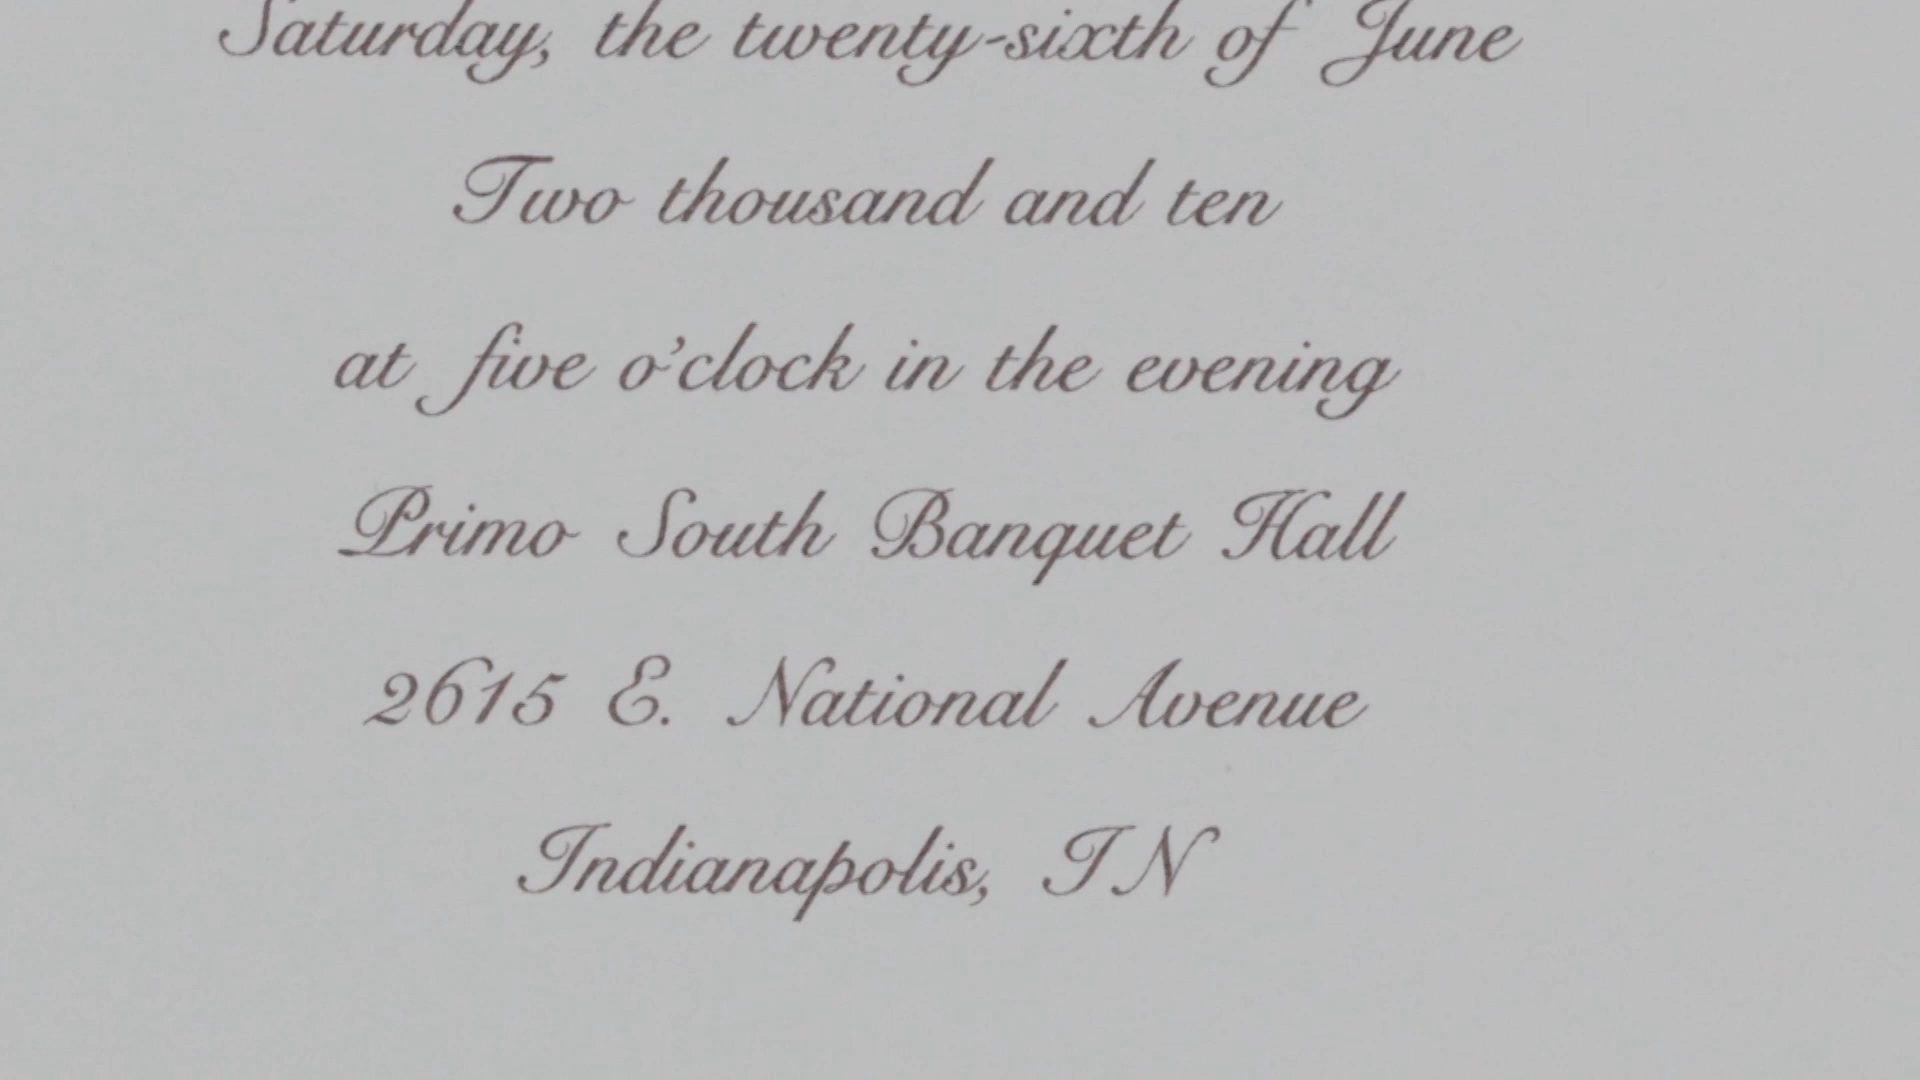 Saturday, the twenty-sixth of June
Two thousand and ten
at five o'clock in the evening
Primo South Banquet Hall
2615 E. National Avenue
Indianapolis, IN